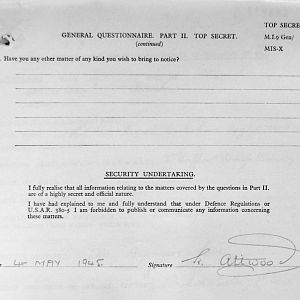 TOP SECRE
GENERAL QUESTIONNAIRE. PART II. TOP SECRET.
(continued)
M.I.9 Gen/
MIS-X
Have you any other matter of any kind you wish to bring to notice?
SECURITY UNDERTAKING.
I fully realise that all information relating to the matters covered by the questions in Part II.
are of a highly secret and official nature.
I have had explained to me and fully understand that under Defence Regulations or
U.S.A.R. 380-5 I am forbidden to publish or communicate any information concerning
these matters.
4 MAY 1945. Signature Attwood